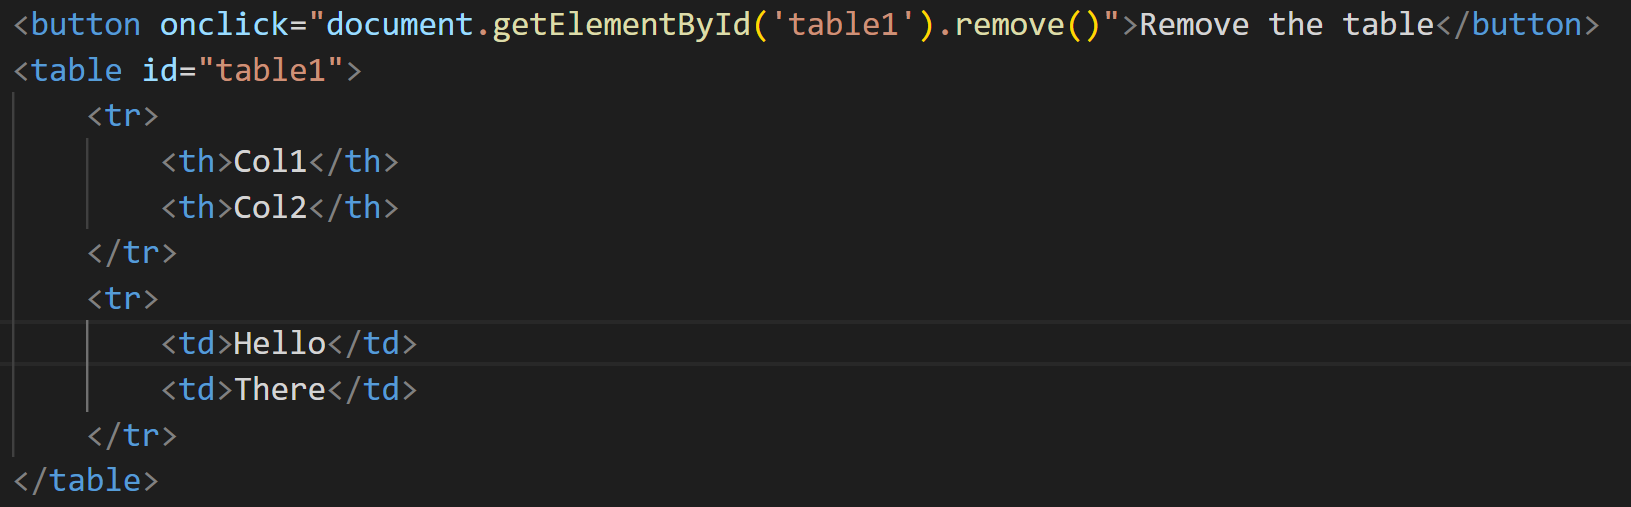 <button onclick="document.getElementById('table1').remove()">Remove the table</button>
<table id="table1">
    <tr>
        <th>Col1</th>
        <th>Col2</th>
    </tr>
    <tr>
        <td>Hello</td>
        <td>There</td>
    </tr>
</table>